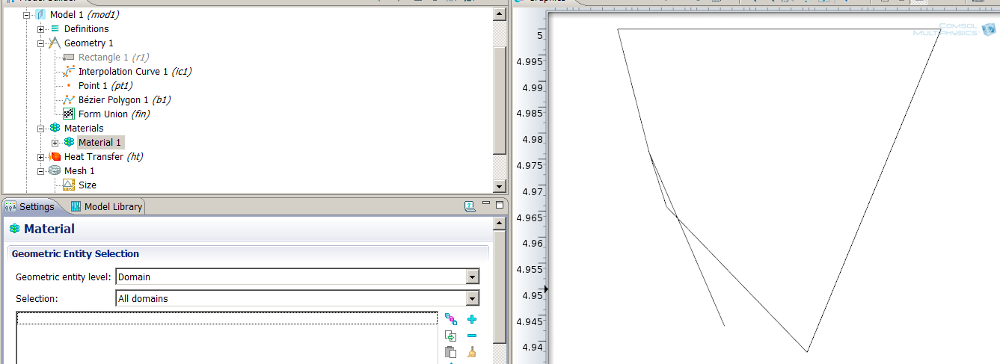 Model 1 (mod1)
Definitions
Geometry 1
Rectangle 1 (r1)
Interpolation Curve 1 (ic1)
Point 1 (pt1)
Bézier Polygon 1 (b1)
Form Union (fin)
Materials
Material 1
Heat Transfer (ht)
Mesh 1
Size
Settings
Model Library
Material
Geometric Entity Selection
Geometric entity level: Domain
Selection: All domains
COMSOL
MULTIPHYSICS
5
4.995
4.99
4.985
4.98
4.975
4.97
4.965
4.96
4.955
4.95
4.945
4.94